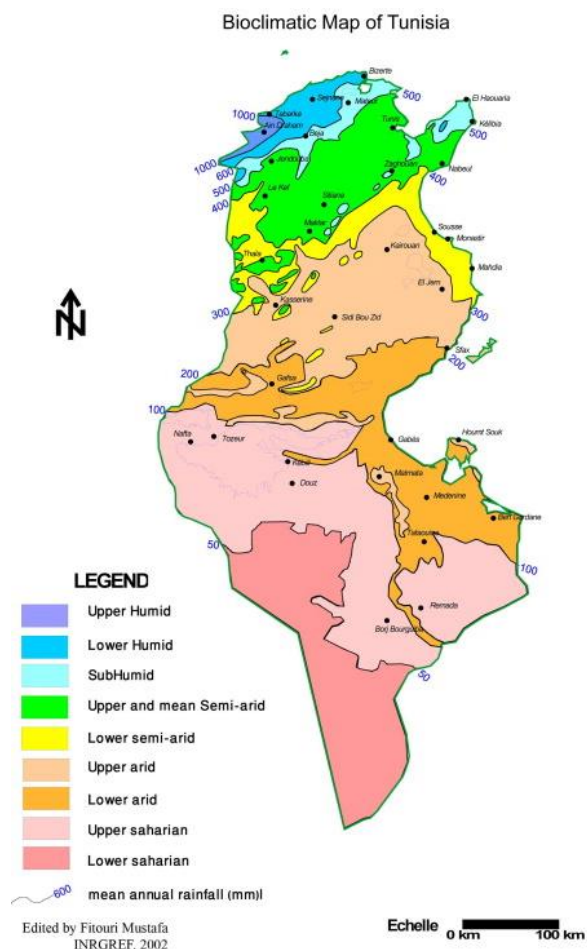 Bioclimatic Map of Tunisia
Bizerte
500
Sejnane
Mateur
El Haouaria
1000
Tabarka
Ain Draham
Tunis
Kélibia
Beja
500
1000
Jendouba
Zaghouan
600
400
Nabeul
500
Le Kef
400
Siliana
Makter
Sousse
Monastir
Kairouan
Thala
Mahdia
El Jem
Kasserine
300
300
Sidi Bou Zid
N
Sfax
200
200
Gafsa
100
Nafta
Tozeur
Gabés
Houmt Souk
Kebili
Matmata
Douz
Medenine
Ben Gardane
50
Tataouine
100
LEGEND
Remada
Upper Humid
Borj Bourguiba
Lower Humid
50
SubHumid
Upper and mean Semi-arid
Lower semi-arid
Upper arid
Lower arid
Upper saharian
Lower saharian
600 mean annual rainfall (mm)l
Edited by Fitouri Mustafa
INRGREF, 2002
Echelle
0 km 100 km